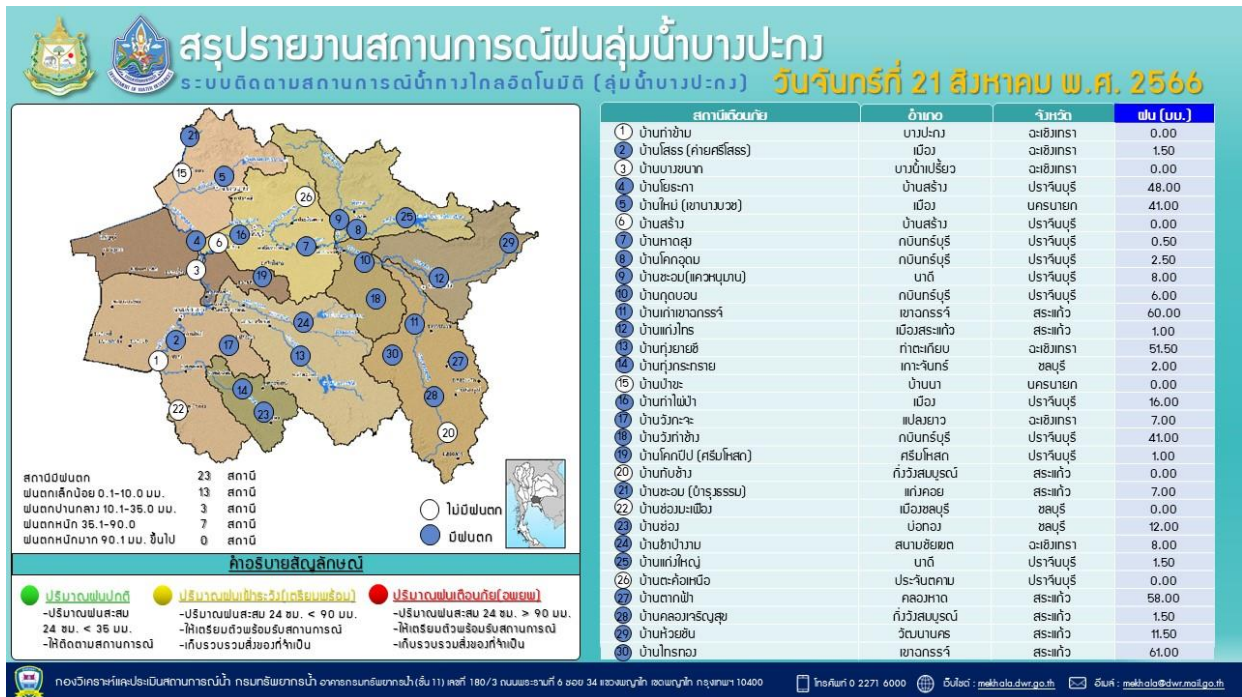 สรุปรายงานสถานการณ์ฝนลุ่มน้ำบางปะกง
ระบบติดตามสถานการณ์น้ำทางไกลอัตโนมัติ (ลุ่มน้ำบางปะกง)
วันจันทร์ที่ 21 สิงหาคม พ.ศ. 2566
สถานีมีฝนตก 23 สถานี
ฝนตกเล็กน้อย 0.1-10.0 มม. 13 สถานี
ฝนตกปานกลาง 10.1-35.0 มม. 3 สถานี
ฝนตกหนัก 35.1-90.0 7 สถานี
ฝนตกหนักมาก 90.1 มม. ขึ้นไป 0 สถานี
ไม่มีฝนตก
มีฝนตก
คำอธิบายสัญลักษณ์
ปริมาณฝนปกติ
-ปริมาณฝนสะสม
24 ชม. < 35 มม.
-ให้ติดตามสถานการณ์
ปริมาณฝนเฝ้าระวัง(เตรียมพร้อม)
-ปริมาณฝนสะสม 24 ชม. < 90 มม.
-ให้เตรียมตัวพร้อมรับสถานการณ์
-เก็บรวบรวมสิ่งของที่จำเป็น
ปริมาณฝนเตือนภัย(อพยพ)
-ปริมาณฝนสะสม 24 ชม. > 90 มม.
-ให้เตรียมตัวพร้อมรับสถานการณ์
-เก็บรวบรวมสิ่งของที่จำเป็น
สถานีเตือนภัย อำเภอ จังหวัด ฝน (มม.)
1 บ้านท่าข้าม บางปะกง ฉะเชิงเทรา 0.00
2 บ้านโสธร (ค่ายศรีโสธร) เมือง ฉะเชิงเทรา 1.50
3 บ้านบางขนาก บางน้ำเปรี้ยว ฉะเชิงเทรา 0.00
4 บ้านโยธะกา บ้านสร้าง ปราจีนบุรี 48.00
5 บ้านใหม่ (เขานางบวช) เมือง นครนายก 41.00
6 บ้านสร้าง บ้านสร้าง ปราจีนบุรี 0.00
7 บ้านหาดสูง กบินทร์บุรี ปราจีนบุรี 0.50
8 บ้านโคกอุดม กบินทร์บุรี ปราจีนบุรี 2.50
9 บ้านซะอม(แควหนุมาน) นาดี ปราจีนบุรี 8.00
10 บ้านกุดบอน กบินทร์บุรี ปราจีนบุรี 6.00
11 บ้านเก่าเขาฉกรรจ์ เขาฉกรรจ์ สระแก้ว 60.00
12 บ้านแก่งไทร เมืองสระแก้ว สระแก้ว 1.00
13 บ้านทุ่งยายชี ท่าตะเกียบ ฉะเชิงเทรา 51.50
14 บ้านทุ่งกระทราย เกาะจันทร์ ชลบุรี 2.00
15 บ้านป่าขะ บ้านนา นครนายก 0.00
16 บ้านท่าไผ่ป่า เมือง ปราจีนบุรี 16.00
17 บ้านวังกะจะ แปลงยาว ฉะเชิงเทรา 7.00
18 บ้านวังท่าช้าง กบินทร์บุรี ปราจีนบุรี 41.00
19 บ้านโคกปีป (ศรีมโหสถ) ศรีมโหสถ ปราจีนบุรี 1.00
20 บ้านทับช้าง กิ่งวังสมบูรณ์ สระแก้ว 0.00
21 บ้านซะอม (บำรุงธรรม) แก่งคอย สระแก้ว 7.00
22 บ้านช่องมะเฟือง เมืองชลบุรี ชลบุรี 0.00
23 บ้านช่อง บ่อทอง ชลบุรี 12.00
24 บ้านชำป่างาม สนามชัยเขต ฉะเชิงเทรา 8.00
25 บ้านแก่งใหญ่ นาดี ปราจีนบุรี 1.50
26 บ้านตะค้อเหนือ ประจันตคาม ปราจีนบุรี 0.00
27 บ้านตากฟ้า คลองหาด สระแก้ว 58.00
28 บ้านคลองเจริญสุข กิ่งวังสมบูรณ์ สระแก้ว 1.50
29 บ้านห้วยชัน วัฒนานคร สระแก้ว 11.50
30 บ้านไทรทอง เขาฉกรรจ์ สระแก้ว 61.00
กองวิเคราะห์และประเมินสถานการณ์น้ำ กรมทรัพยากรน้ำ อาคารกรมทรัพยากรน้ำ (ชั้น 11) เลขที่ 180/3 ถนนพระรามที่ 6 ซอย 34 แขวงพญาไท เขตพญาไท กรุงเทพฯ 10400
โทรศัพท์ 0 2271 6000
เว็บไซต์ : mekhala.dwr.go.th
อีเมล์ : mekhala@dwr.mail.go.th